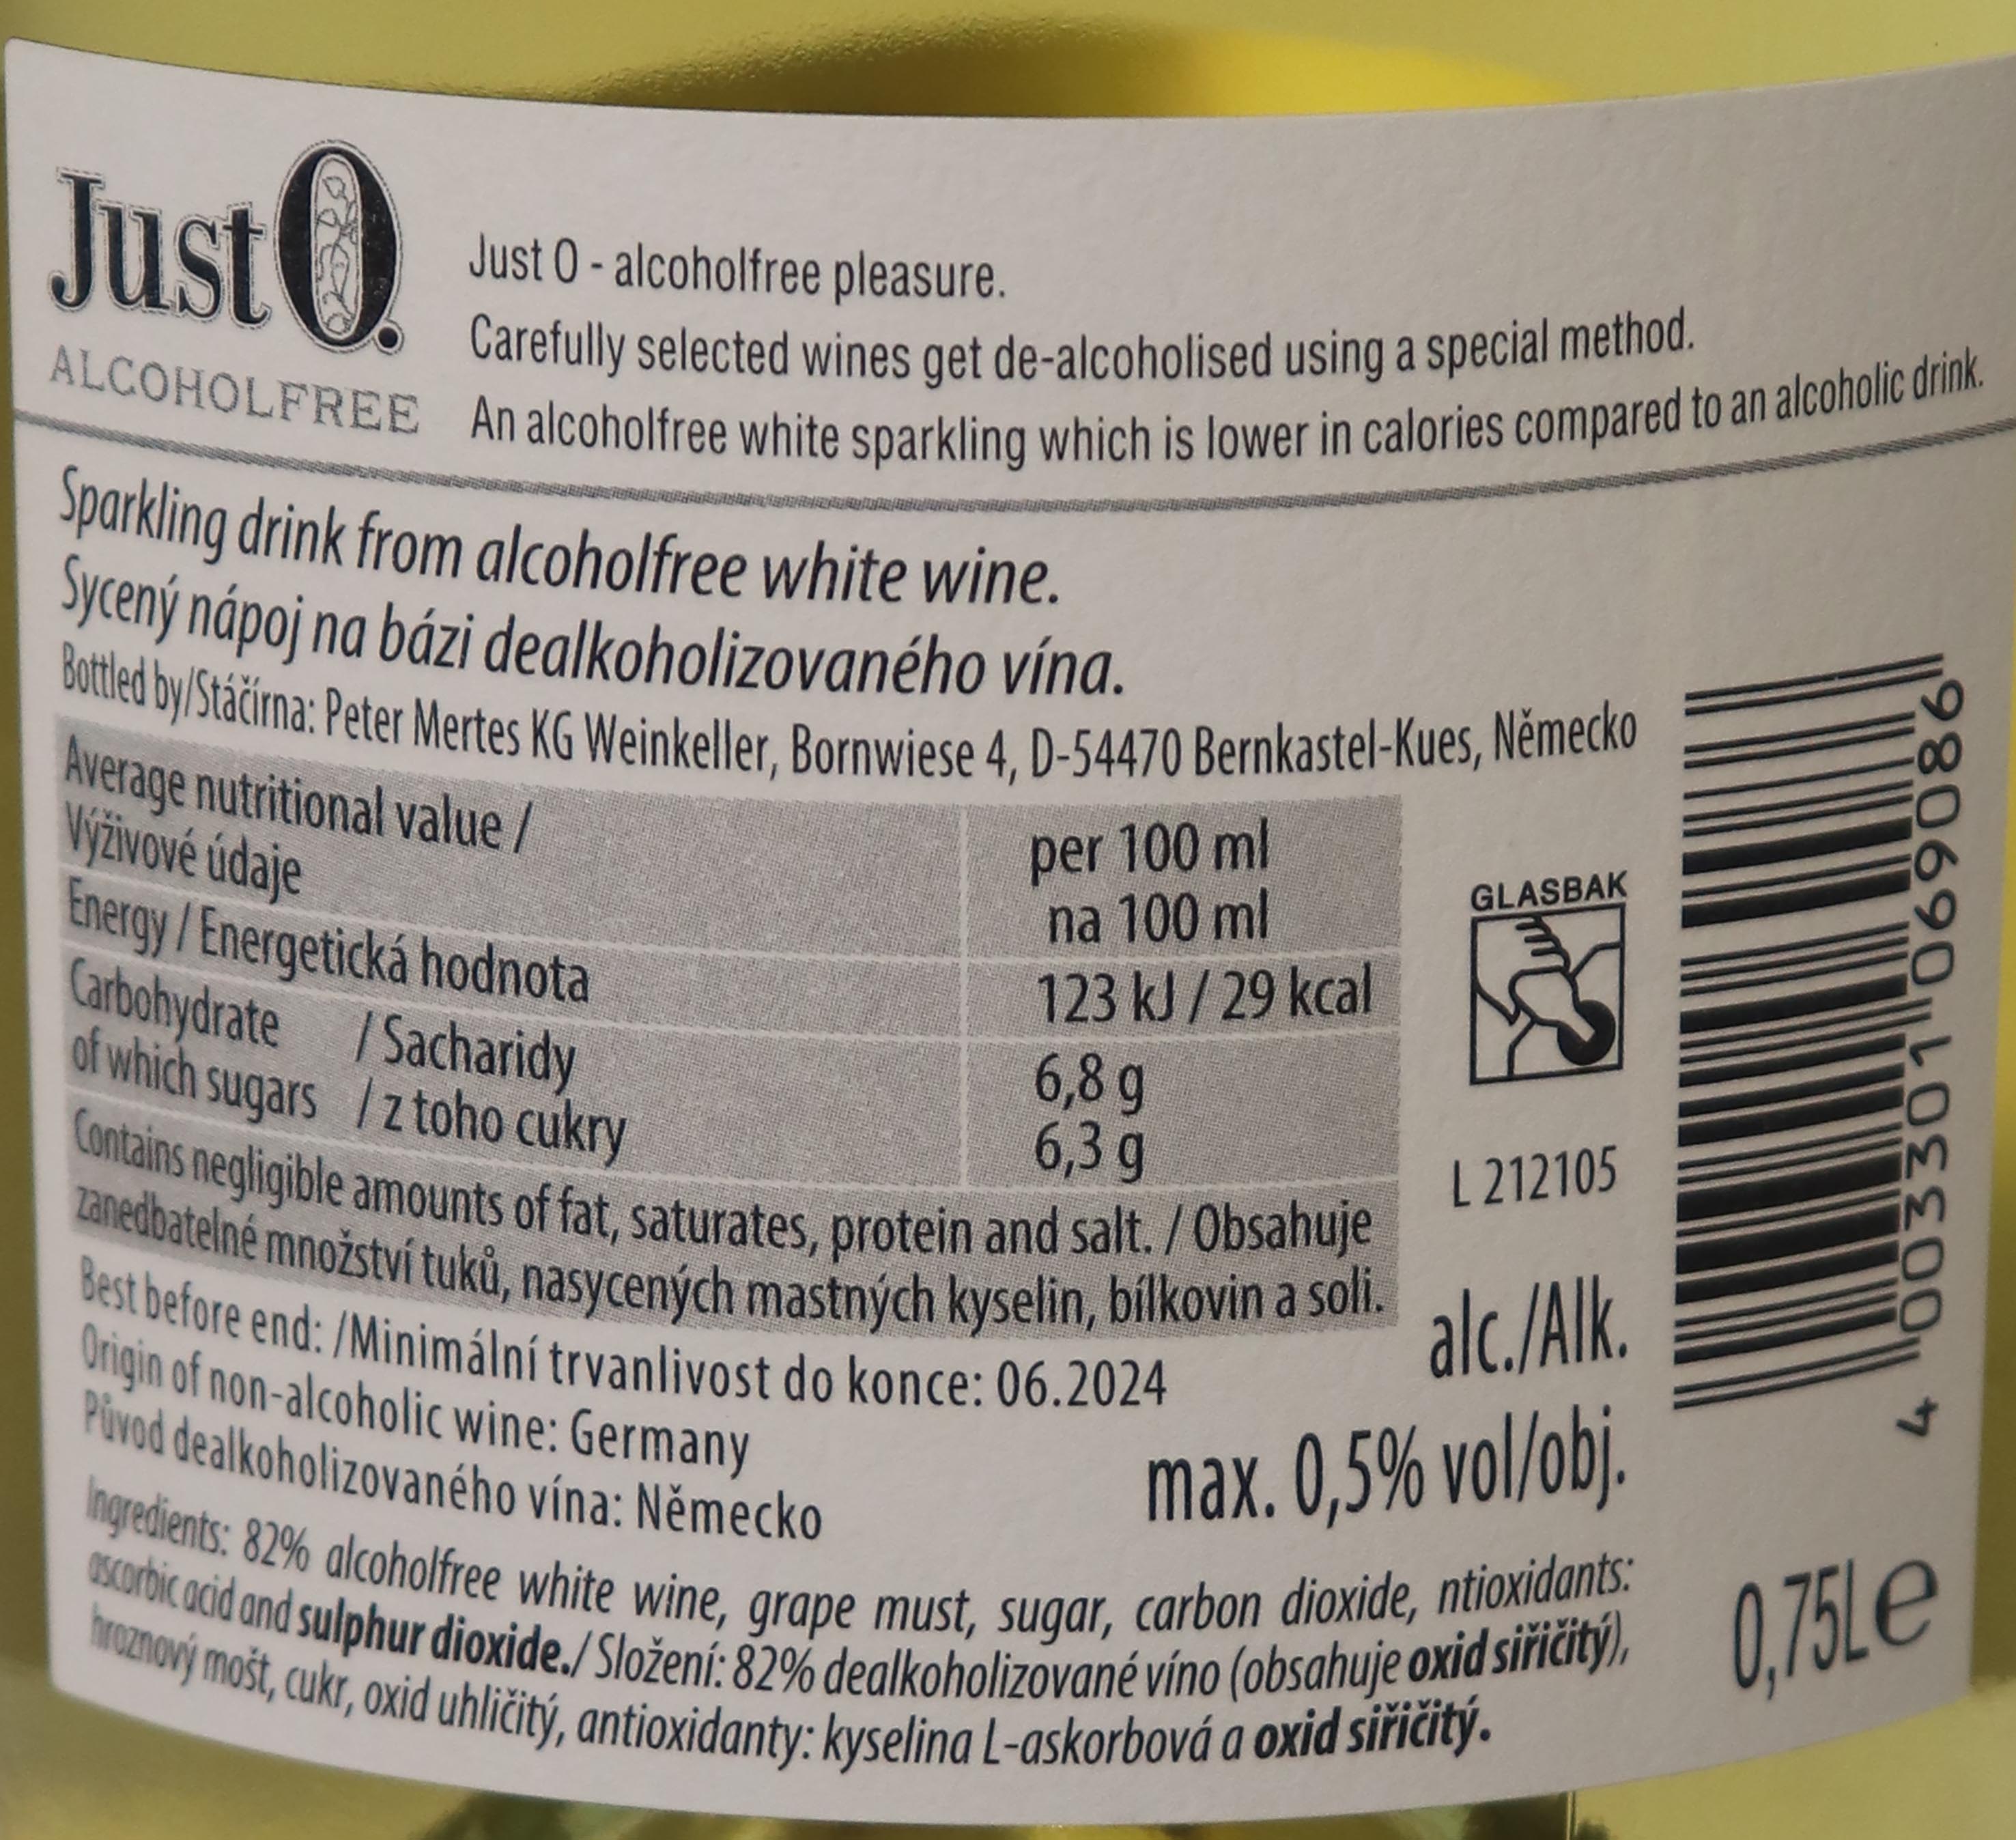 Just O.
ALCOHOLFREE
Just O - alcoholfree pleasure.
Carefully selected wines get de-alcoholised using a special method.
An alcoholfree white sparkling which is lower in calories compared to an alcoholic drink.
Sparkling drink from alcoholfree white wine.
Sycený nápoj na bázi dealkoholizovaného vína.
Bottled by/Stáčírna: Peter Mertes KG Weinkeller, Bornwiese 4, D-54470 Bernkastel-Kues, Německo
Average nutritional value / per 100 ml
Výživové údaje na 100 ml
Energy / Energetická hodnota 123 kJ / 29 kcal
Carbohydrate / Sacharidy 6,8 g
of which sugars / z toho cukry 6,3 g
Contains negligible amounts of fat, saturates, protein and salt. / Obsahuje
zanedbatelné množství tuků, nasycených mastných kyselin, bílkovin a soli.
Best before end: /Minimální trvanlivost do konce: 06.2024
Origin of non-alcoholic wine: Germany
Původ dealkoholizovaného vína: Německo
Ingredients: 82% alcoholfree white wine, grape must, sugar, carbon dioxide, ntioxidants:
ascorbic acid and sulphur dioxide./ Složení: 82% dealkoholizované víno (obsahuje oxid siřičitý),
hroznový mošt, cukr, oxid uhličitý, antioxidanty: kyselina L-askorbová a oxid siřičitý.
GLASBAK
L 212105
alc./Alk.
max. 0,5% vol/obj.
4 003301 069086
0,75L e